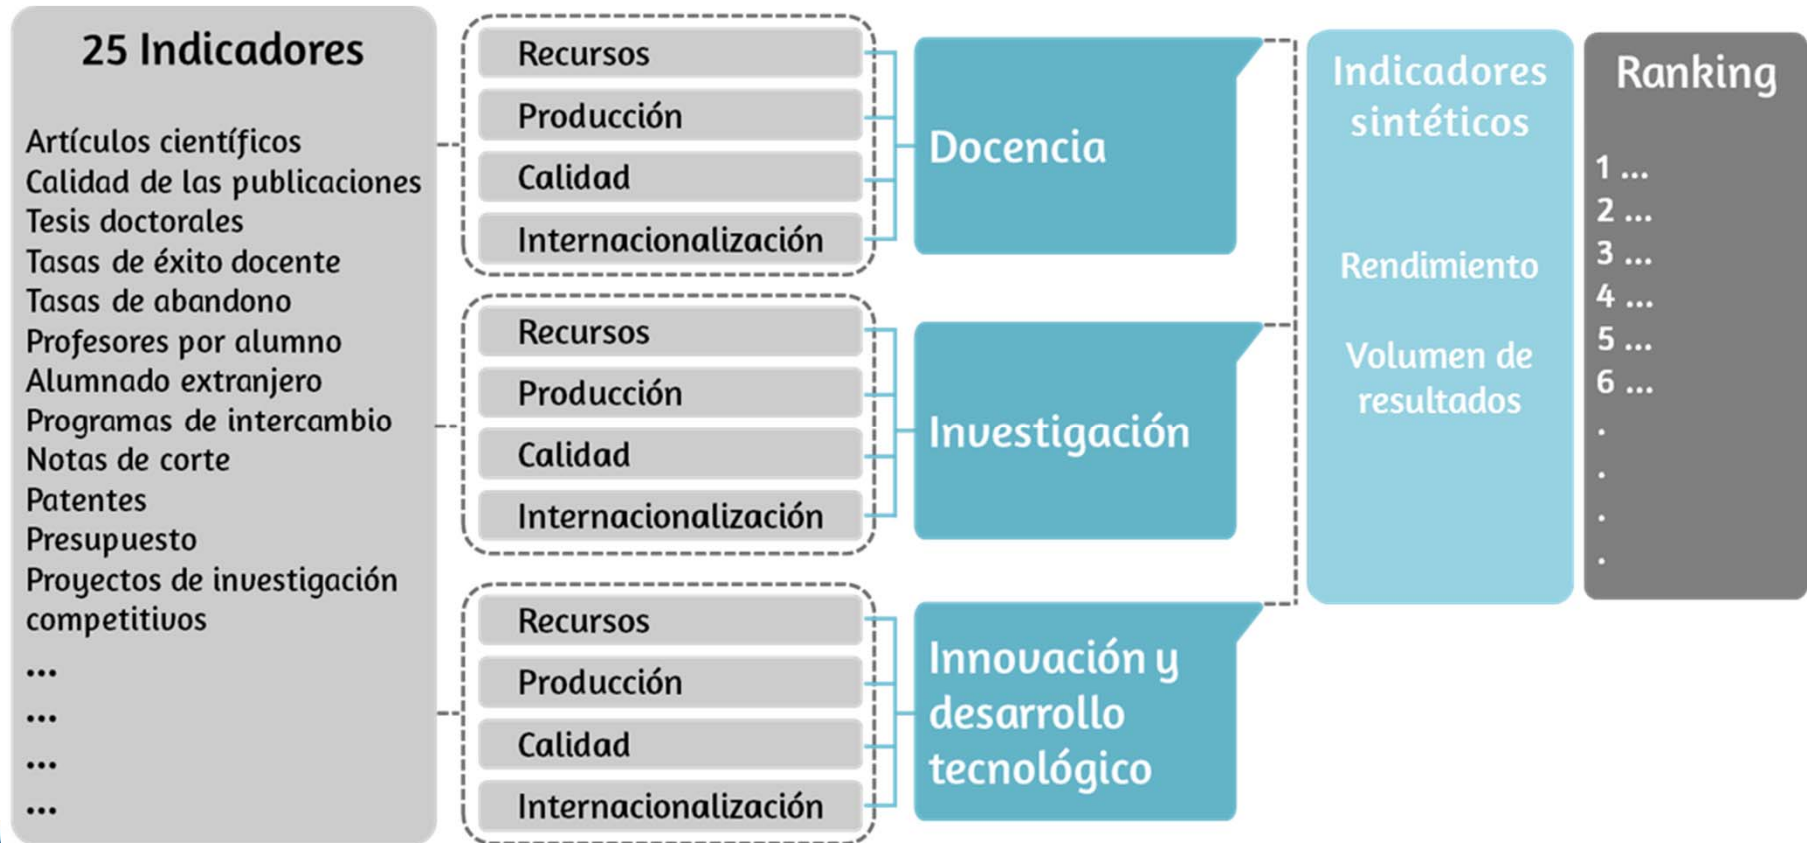 25 Indicadores
Artículos científicos
Calidad de las publicaciones
Tesis doctorales
Tasas de éxito docente
Tasas de abandono
Profesores por alumno
Alumnado extranjero
Programas de intercambio
Notas de corte
Patentes
Presupuesto
Proyectos de investigación
competitivos
...
...
...
...
Recursos
Producción
Calidad
Internacionalización
Docencia
Recursos
Producción
Calidad
Internacionalización
Investigación
Recursos
Producción
Calidad
Internacionalización
Innovación y
desarrollo
tecnológico
Indicadores
sintéticos
Rendimiento
Volumen de
resultados
Ranking
1 ...
2 ...
3 ...
4 ...
5 ...
6 ...
.
.
.
.